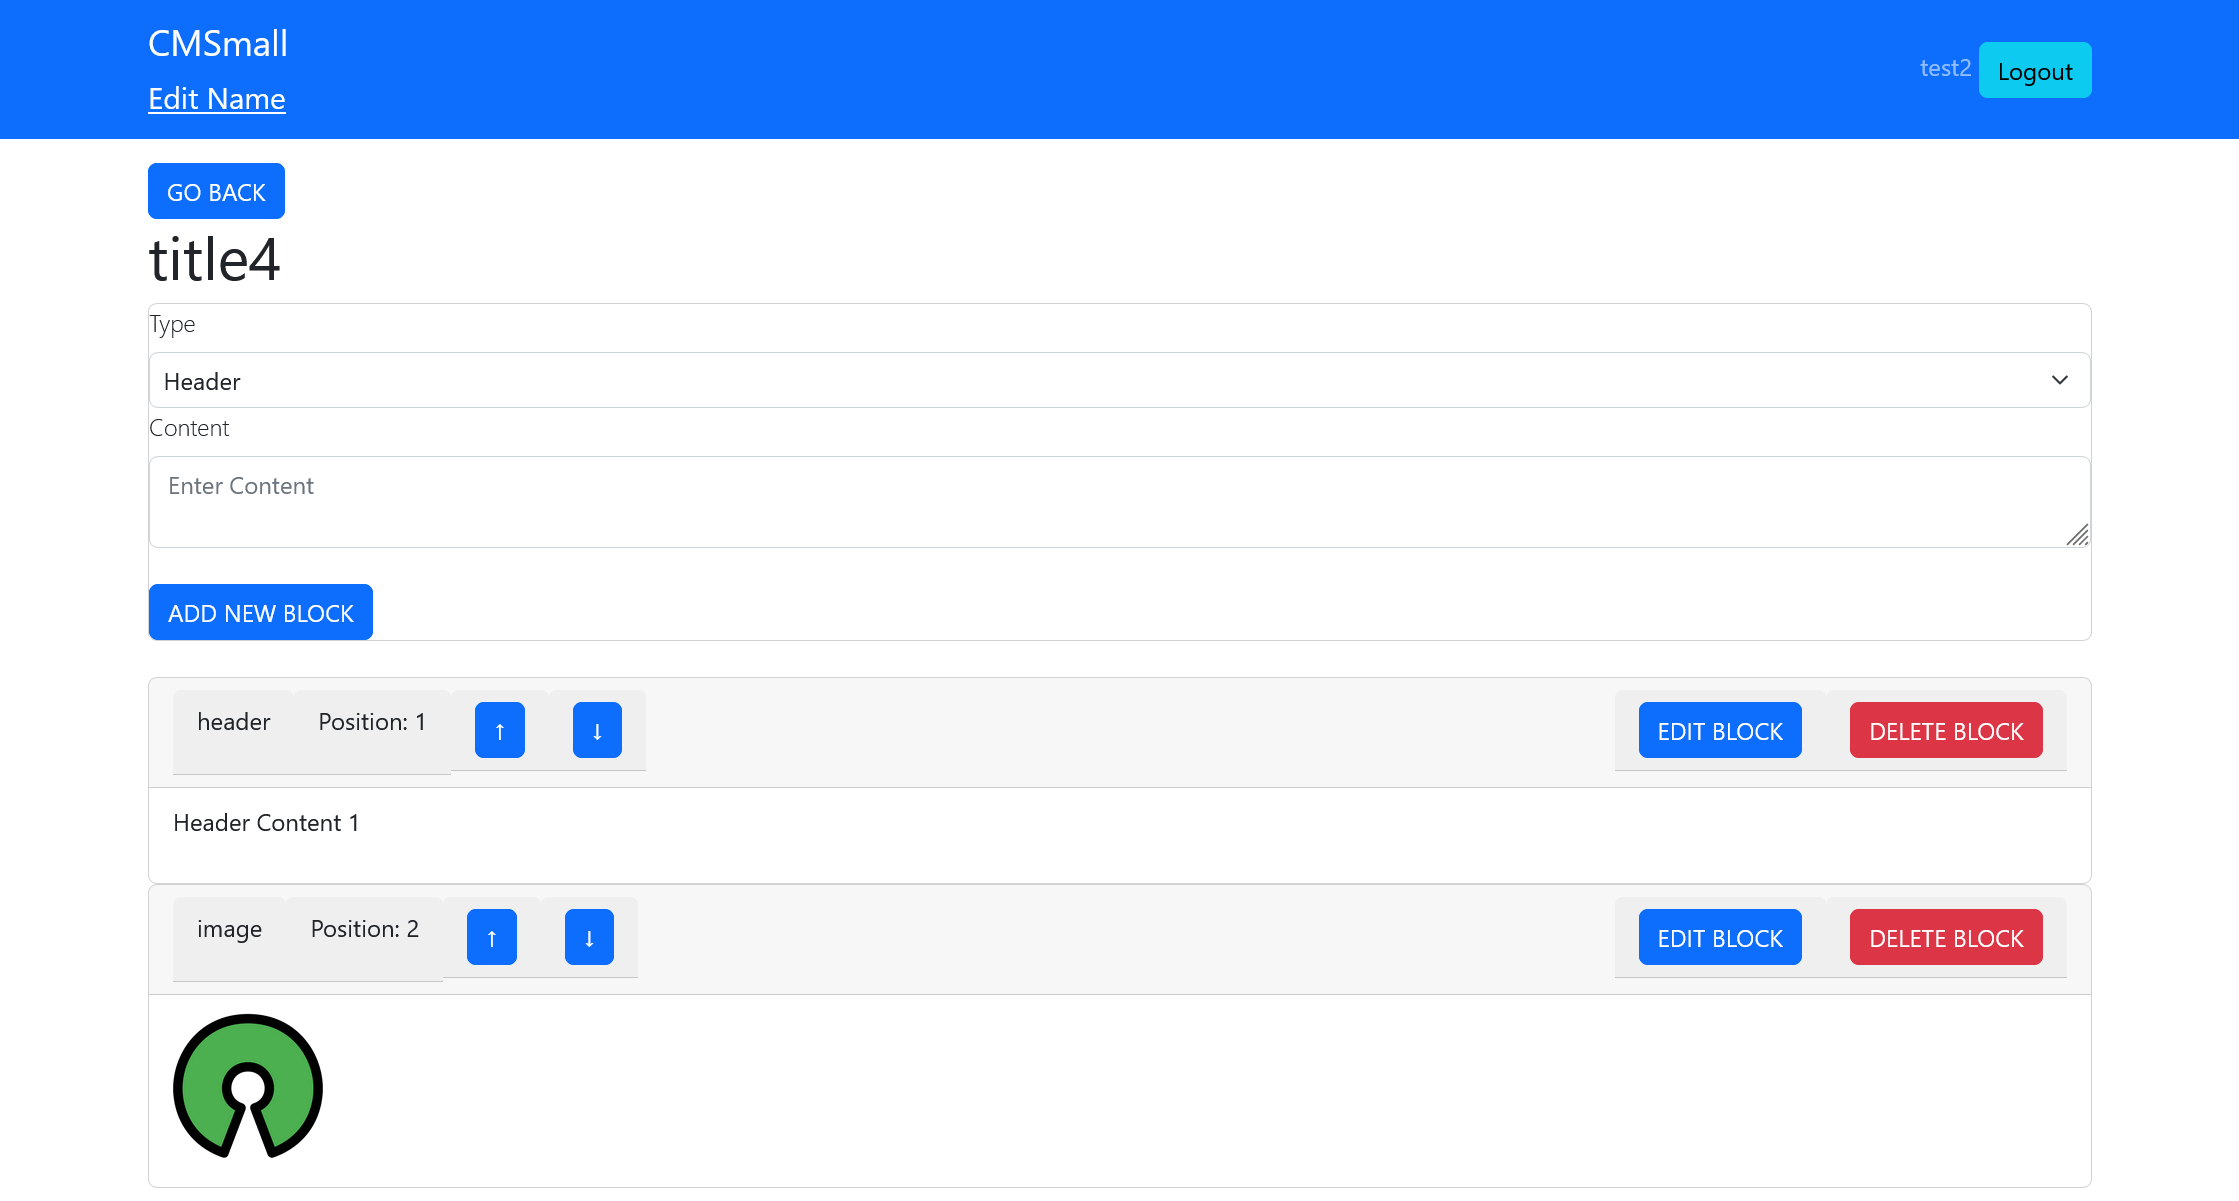 CMSmall
Edit Name
test2 Logout
GO BACK
title4
Type
Header
Content
Enter Content
ADD NEW BLOCK
header Position: 1 ↑ ↓ EDIT BLOCK DELETE BLOCK
Header Content 1
image Position: 2 ↑ ↓ EDIT BLOCK DELETE BLOCK